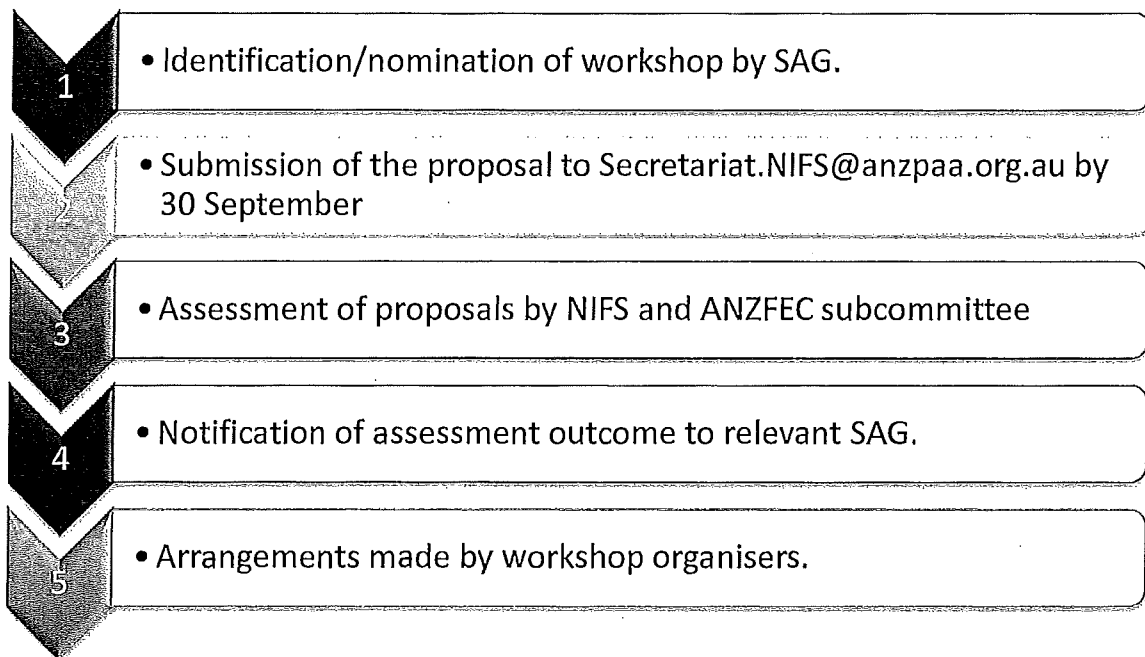 1
• Identification/nomination of workshop by SAG.
2
• Submission of the proposal to Secretariat.NIFS@anzpaa.org.au by
30 September
3
• Assessment of proposals by NIFS and ANZFEC subcommittee
4
• Notification of assessment outcome to relevant SAG.
5
• Arrangements made by workshop organisers.